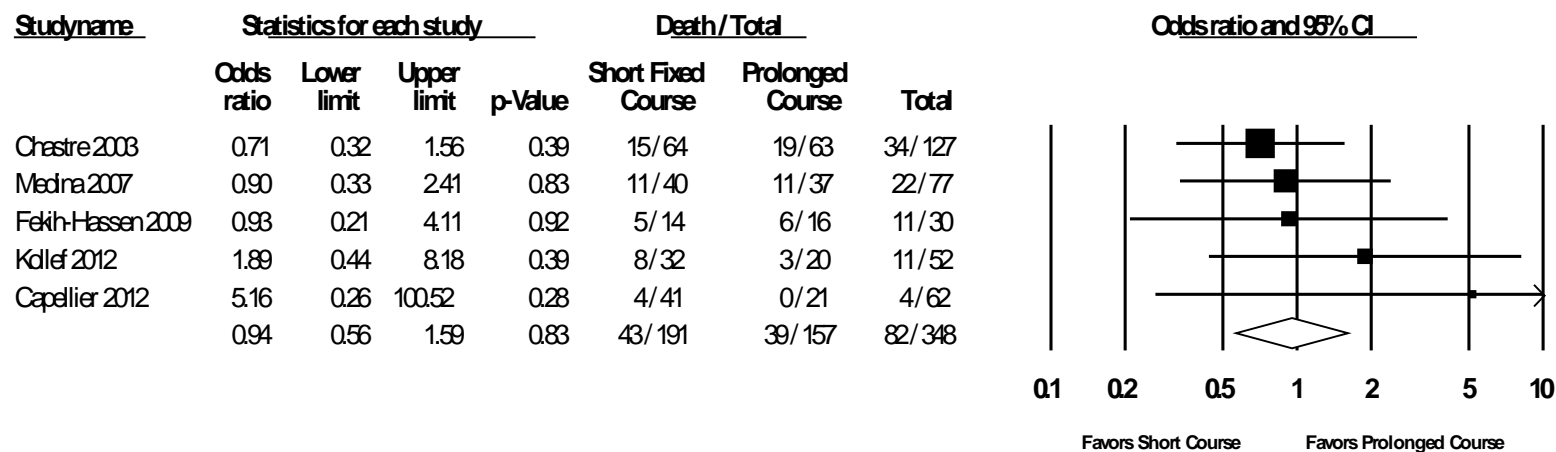 Study name Statistics for each study Death / Total Odds ratio and 95% CI
Odds ratio Lower limit Upper limit p-Value Short Fixed Course Prolonged Course Total
Chastre 2003 0.71 0.32 1.56 0.39 15 / 64 19 / 63 34 / 127
Medina 2007 0.90 0.33 2.41 0.83 11 / 40 11 / 37 22 / 77
Fekih-Hassen 2009 0.93 0.21 4.11 0.92 5 / 14 6 / 16 11 / 30
Kollef 2012 1.89 0.44 8.18 0.39 8 / 32 3 / 20 11 / 52
Capellier 2012 5.16 0.26 100.52 0.28 4 / 41 0 / 21 4 / 62
0.94 0.56 1.59 0.83 43 / 191 39 / 157 82 / 348
0.1 0.2 0.5 1 2 5 10
Favors Short Course Favors Prolonged Course